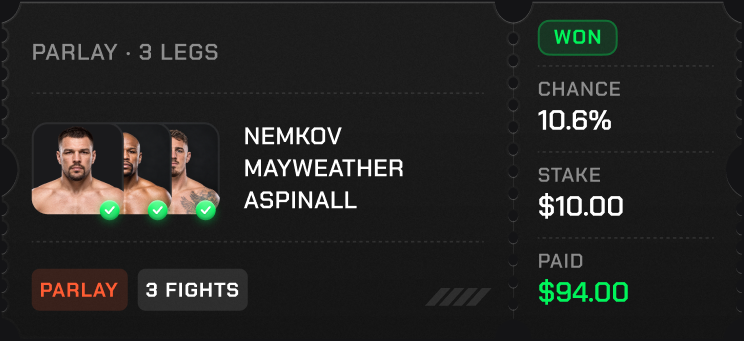 PARLAY · 3 LEGS
NEMKOV
MAYWEATHER
ASPINALL
PARLAY
3 FIGHTS
WON
CHANCE
10.6%
STAKE
$10.00
PAID
$94.00